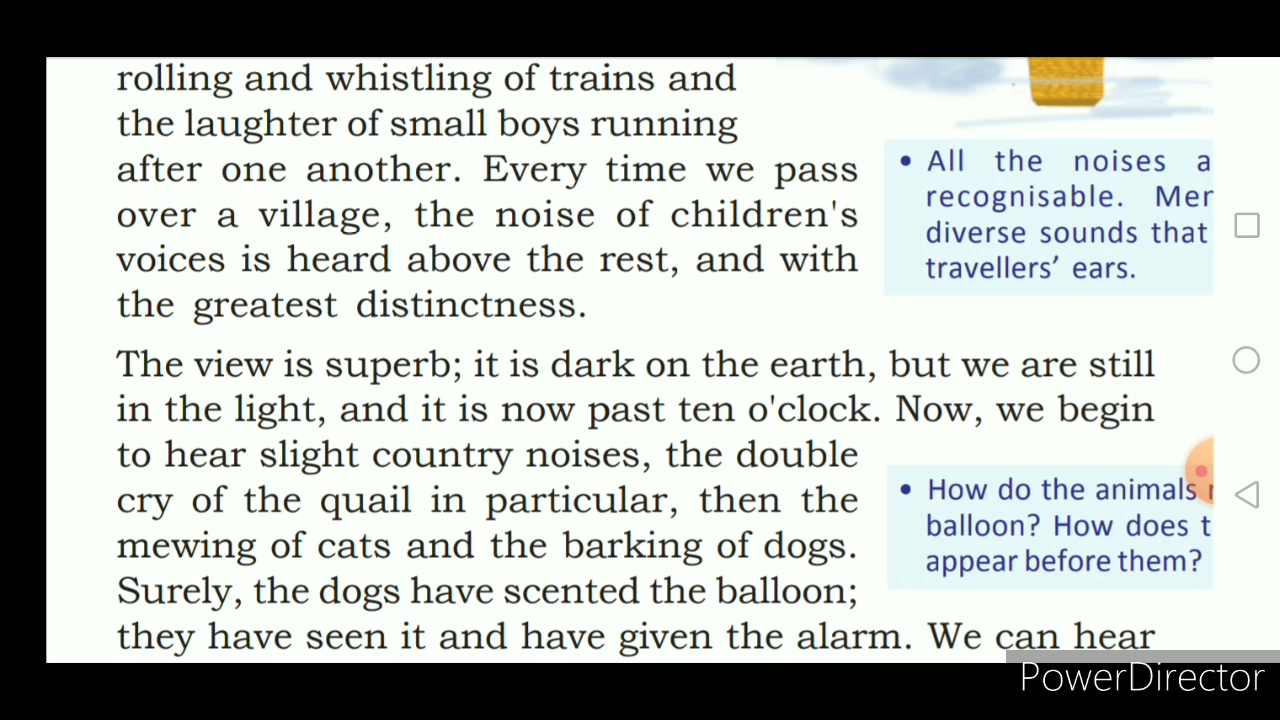 rolling and whistling of trains and
the laughter of small boys running
after one another. Every time we pass
over a village, the noise of children's
voices is heard above the rest, and with
the greatest distinctness.
The view is superb; it is dark on the earth, but we are still
in the light, and it is now past ten o'clock. Now, we begin
to hear slight country noises, the double
cry of the quail in particular, then the
mewing of cats and the barking of dogs.
Surely, the dogs have scented the balloon;
they have seen it and have given the alarm. We can hear
• All the noises
recognisable.
diverse sounds that
travellers’ ears.
• How do the animals
balloon? How does
appear before them?
PowerDirector